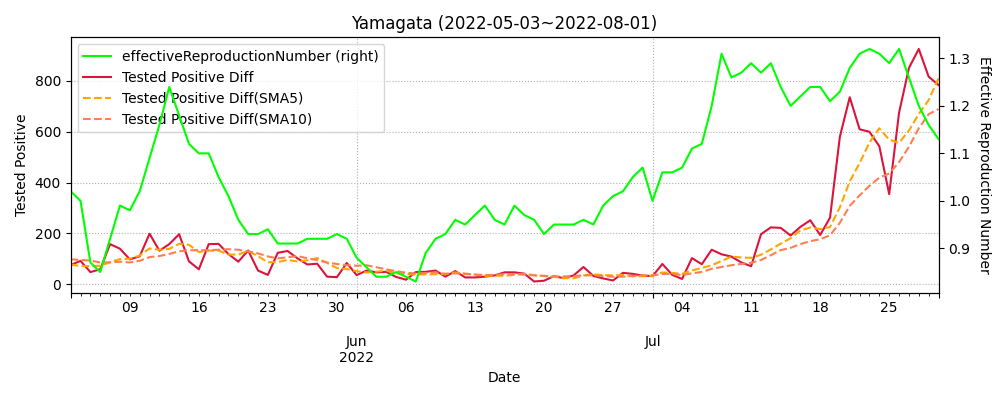 Yamagata (2022-05-03~2022-08-01)
effectiveReproductionNumber (right)
Tested Positive Diff
Tested Positive Diff(SMA5)
Tested Positive Diff(SMA10)
Tested Positive
800
600
400
200
0
Effective Reproduction Number
1.3
1.2
1.1
1.0
0.9
09
16
23
30
06
13
20
27
04
11
18
25
Jun
2022
Jul
Date